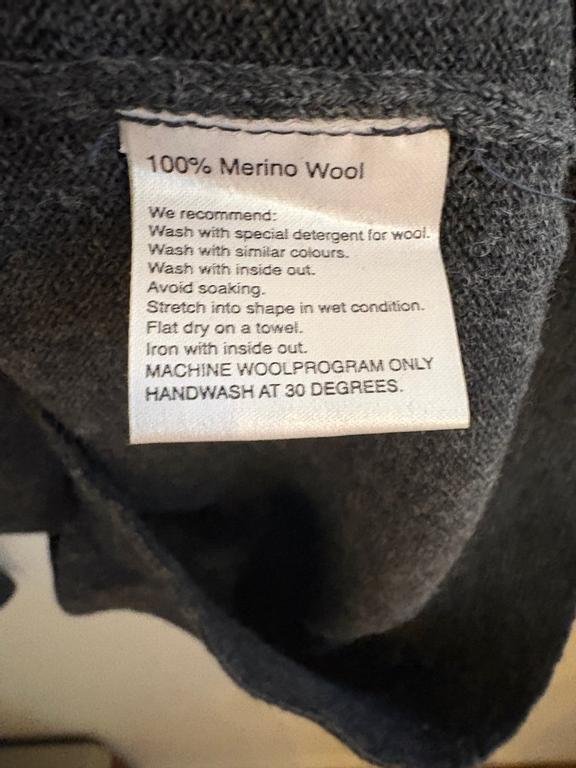 100% Merino Wool
We recommend:
Wash with special detergent for wool.
Wash with similar colours.
Wash with inside out.
Avoid soaking.
Stretch into shape in wet condition.
Flat dry on a towel.
Iron with inside out.
MACHINE WOOLPROGRAM ONLY
HANDWASH AT 30 DEGREES.